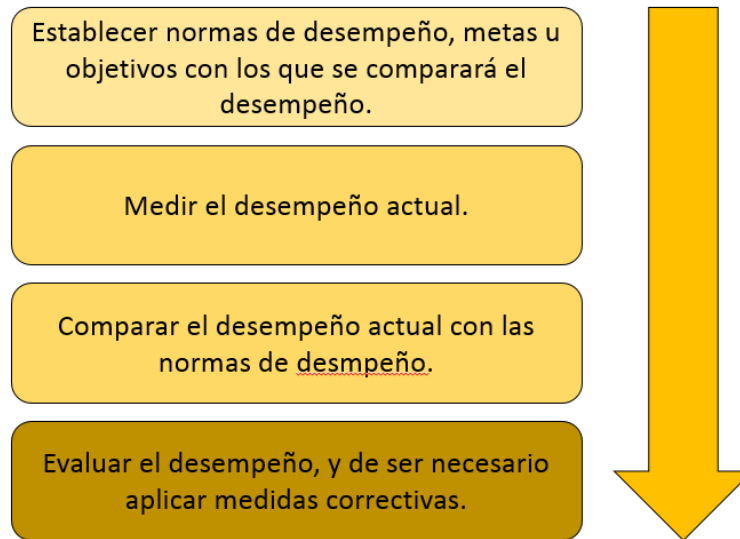 Establecer normas de desempeño, metas u
objetivos con los que se comparará el
desempeño.
Medir el desempeño actual.
Comparar el desempeño actual con las
normas de desmpeño.
Evaluar el desempeño, y de ser necesario
aplicar medidas correctivas.